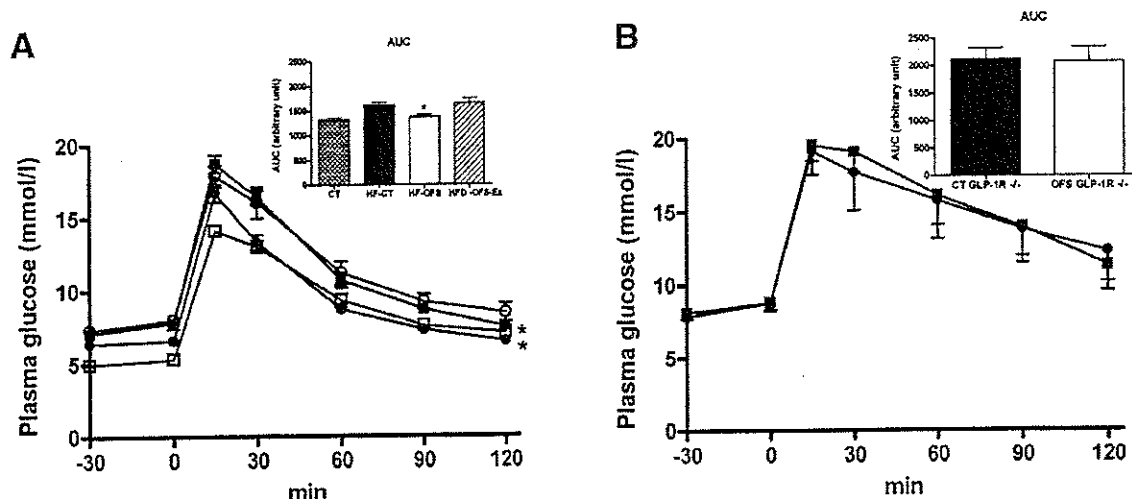 A
AUC
AUC (arbitrary unit)
2500
2000
1500
1000
500
0
*
CT
HF-CT
HF-OFS
HFD-OFS-Ex
Plasma glucose (mmol/l)
20
15
10
5
0
*
*
-30
0
30
60
90
120
min
B
AUC
AUC (arbitrary unit)
2500
2000
1500
1000
500
0
CT GLP-1R -/-
OFS GLP-1R -/-
Plasma glucose (mmol/l)
20
15
10
5
0
-30
0
30
60
90
120
min